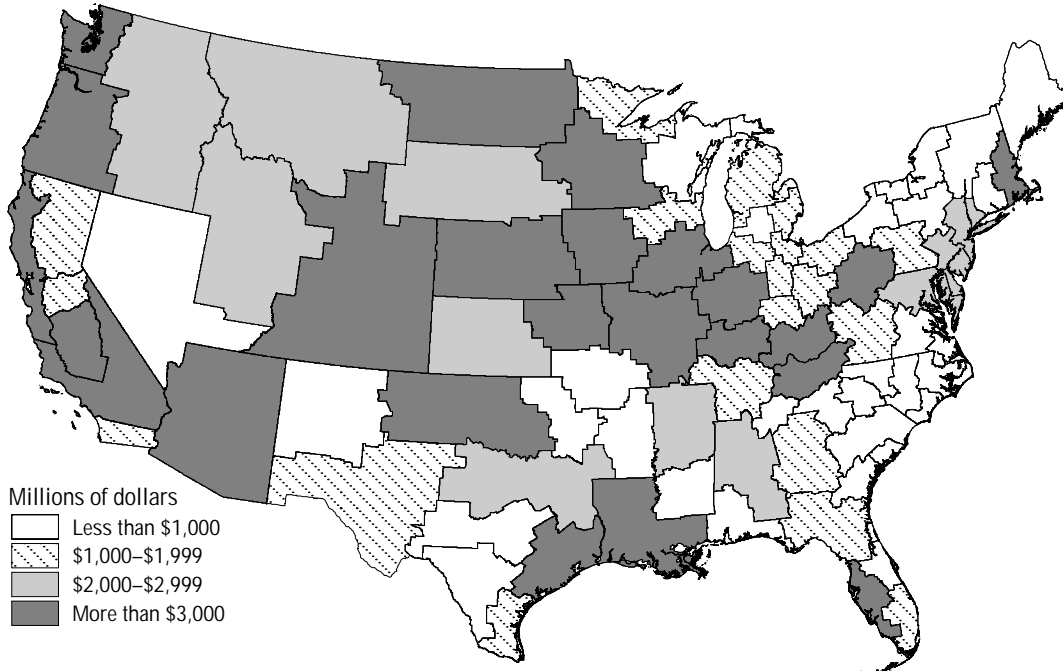 Millions of dollars
Less than $1,000
$1,000–$1,999
$2,000–$2,999
More than $3,000